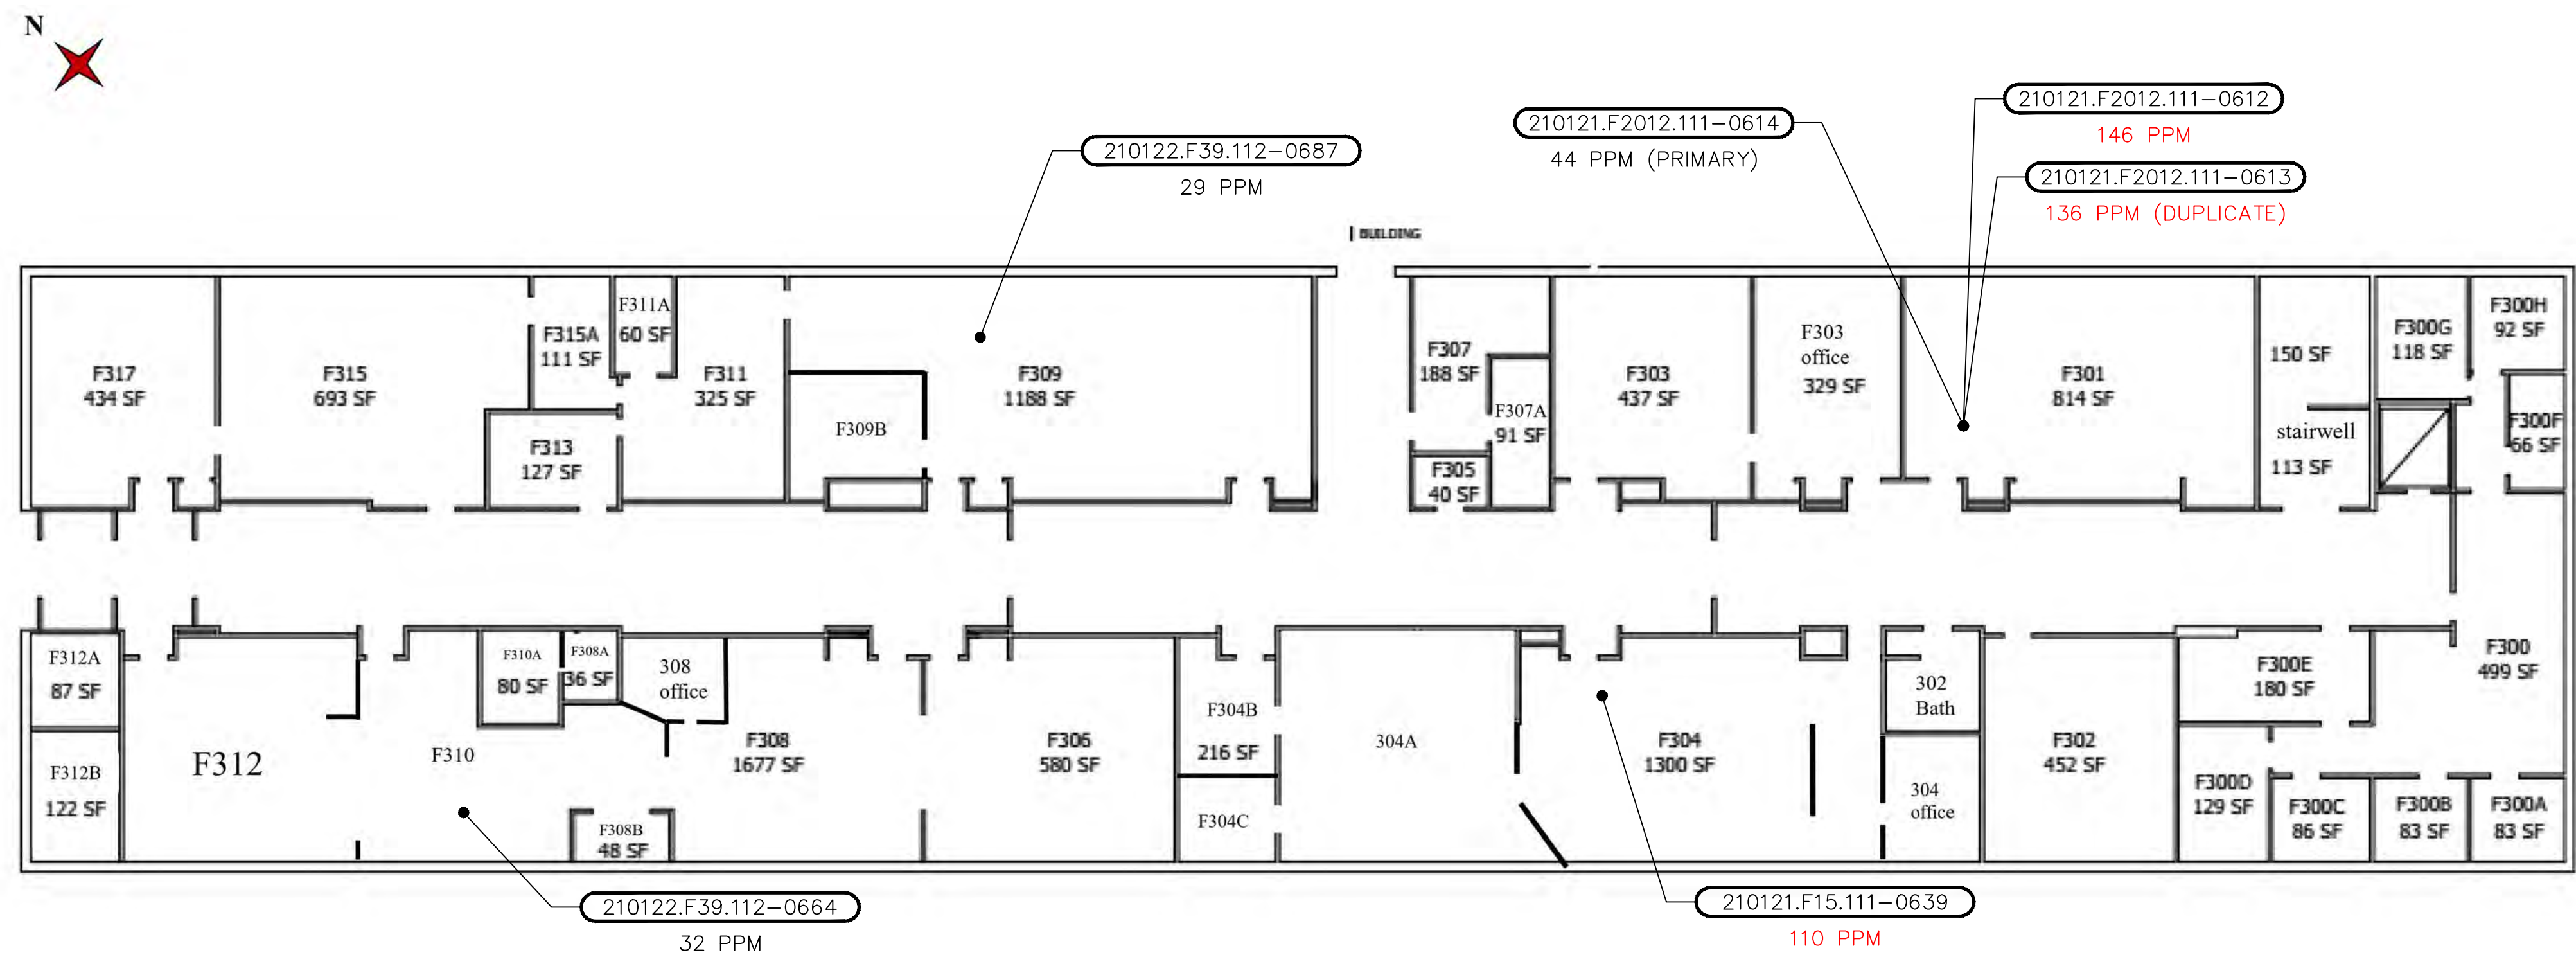 N
210121.F2012.111-0612
146 PPM
210121.F2012.111-0614
44 PPM (PRIMARY)
210122.F39.112-0687
29 PPM
210121.F2012.111-0613
136 PPM (DUPLICATE)
BUILDING
F317
434 SF
F315
693 SF
F315A
111 SF
F311A
60 SF
F311
325 SF
F313
127 SF
F309B
F309
1188 SF
F307
188 SF
F307A
91 SF
F305
40 SF
F303
437 SF
F303
office
329 SF
F301
814 SF
150 SF
stairwell
113 SF
F300G
118 SF
F300H
92 SF
F300F
66 SF
F312A
87 SF
F312B
122 SF
F312
F310
F310A
80 SF
F308A
36 SF
308
office
F308
1677 SF
F308B
48 SF
F306
580 SF
F304B
216 SF
F304C
304A
F304
1300 SF
302
Bath
304
office
F302
452 SF
F300E
180 SF
F300
499 SF
F300D
129 SF
F300C
86 SF
F300B
83 SF
F300A
83 SF
210122.F39.112-0664
32 PPM
210121.F15.111-0639
110 PPM